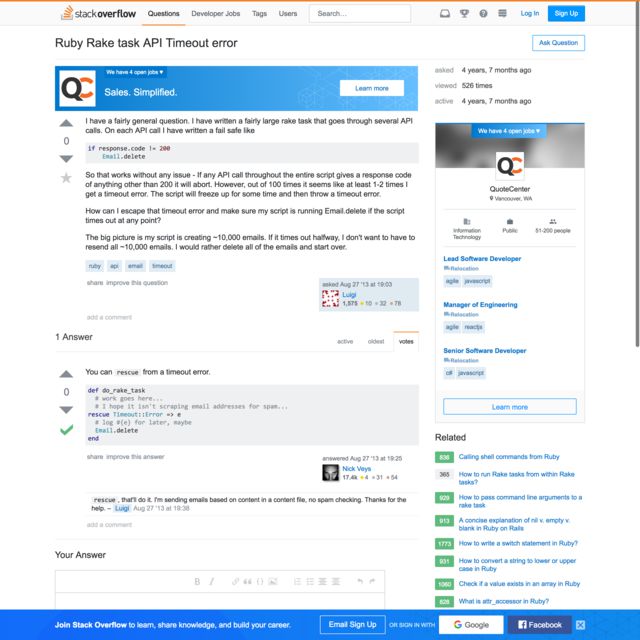 stackoverflow Questions Developer Jobs Tags Users Search... Log In Sign Up
Ruby Rake task API Timeout error
Ask Question
We have 4 open jobs ▾
QC
Sales. Simplified.
Learn more
asked 4 years, 7 months ago
viewed 526 times
active 4 years, 7 months ago
0
I have a fairly general question. I have written a fairly large rake task that goes through several API
calls. On each API call I have written a fail safe like
if response.code != 200
Email.delete
So that works without any issue - If any API call throughout the entire script gives a response code
of anything other than 200 it will abort. However, out of 100 times it seems like at least 1-2 times I
get a timeout error. The script will freeze up for some time and then throw a timeout error.
How can I escape that timeout error and make sure my script is running Email.delete if the script
times out at any point?
The big picture is my script is creating ~10,000 emails. If it times out halfway, I don't want to have to
resend all ~10,000 emails. I would rather delete all of the emails and start over.
ruby api email timeout
share improve this question
asked Aug 27 '13 at 19:03
Luigi
1,575 10 32 78
add a comment
1 Answer
active oldest votes
0
You can rescue from a timeout error.
def do_rake_task
# work goes here...
# I hope it isn't scraping email addresses for spam...
rescue Timeout::Error => e
# log #{e} for later, maybe
Email.delete
end
share improve this answer
answered Aug 27 '13 at 19:25
Nick Veys
17.4k 4 31 54
rescue, that'll do it. I'm sending emails based on content in a content file, no spam checking. Thanks for the
help. – Luigi Aug 27 '13 at 19:38
add a comment
Your Answer
B I
We have 4 open jobs ▾
QC
QuoteCenter
Vancouver, WA
Information
Technology
Public
51-200 people
Lead Software Developer
Relocation
agile javascript
Manager of Engineering
Relocation
agile reactjs
Senior Software Developer
Relocation
c# javascript
Learn more
Related
836 Calling shell commands from Ruby
365 How to run Rake tasks from within Rake
tasks?
929 How to pass command line arguments to a
rake task
913 A concise explanation of nil v. empty v.
blank in Ruby on Rails
1773 How to write a switch statement in Ruby?
931 How to convert a string to lower or upper
case in Ruby
1060 Check if a value exists in an array in Ruby
826 What is attr_accessor in Ruby?
Join Stack Overflow to learn, share knowledge, and build your career.
Email Sign Up
OR SIGN IN WITH
Google
Facebook